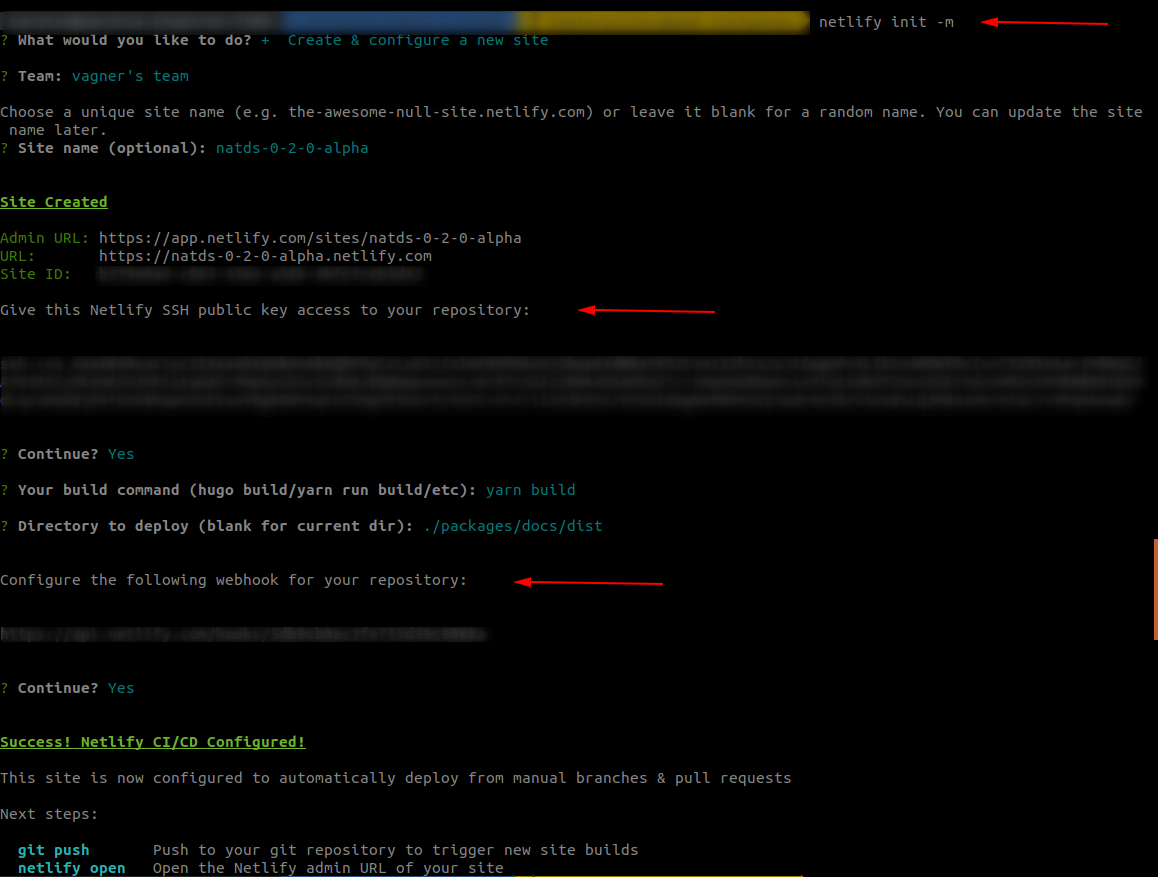 netlify init -m
? What would you like to do? + Create & configure a new site
? Team: vagner's team
Choose a unique site name (e.g. the-awesome-null-site.netlify.com) or leave it blank for a random name. You can update the site
name later.
? Site name (optional): natds-0-2-0-alpha
Site Created
Admin URL: https://app.netlify.com/sites/natds-0-2-0-alpha
URL: https://natds-0-2-0-alpha.netlify.com
Site ID:
Give this Netlify SSH public key access to your repository:
? Continue? Yes
? Your build command (hugo build/yarn run build/etc): yarn build
? Directory to deploy (blank for current dir): ./packages/docs/dist
Configure the following webhook for your repository:
? Continue? Yes
Success! Netlify CI/CD Configured!
This site is now configured to automatically deploy from manual branches & pull requests
Next steps:
git push Push to your git repository to trigger new site builds
netlify open Open the Netlify admin URL of your site